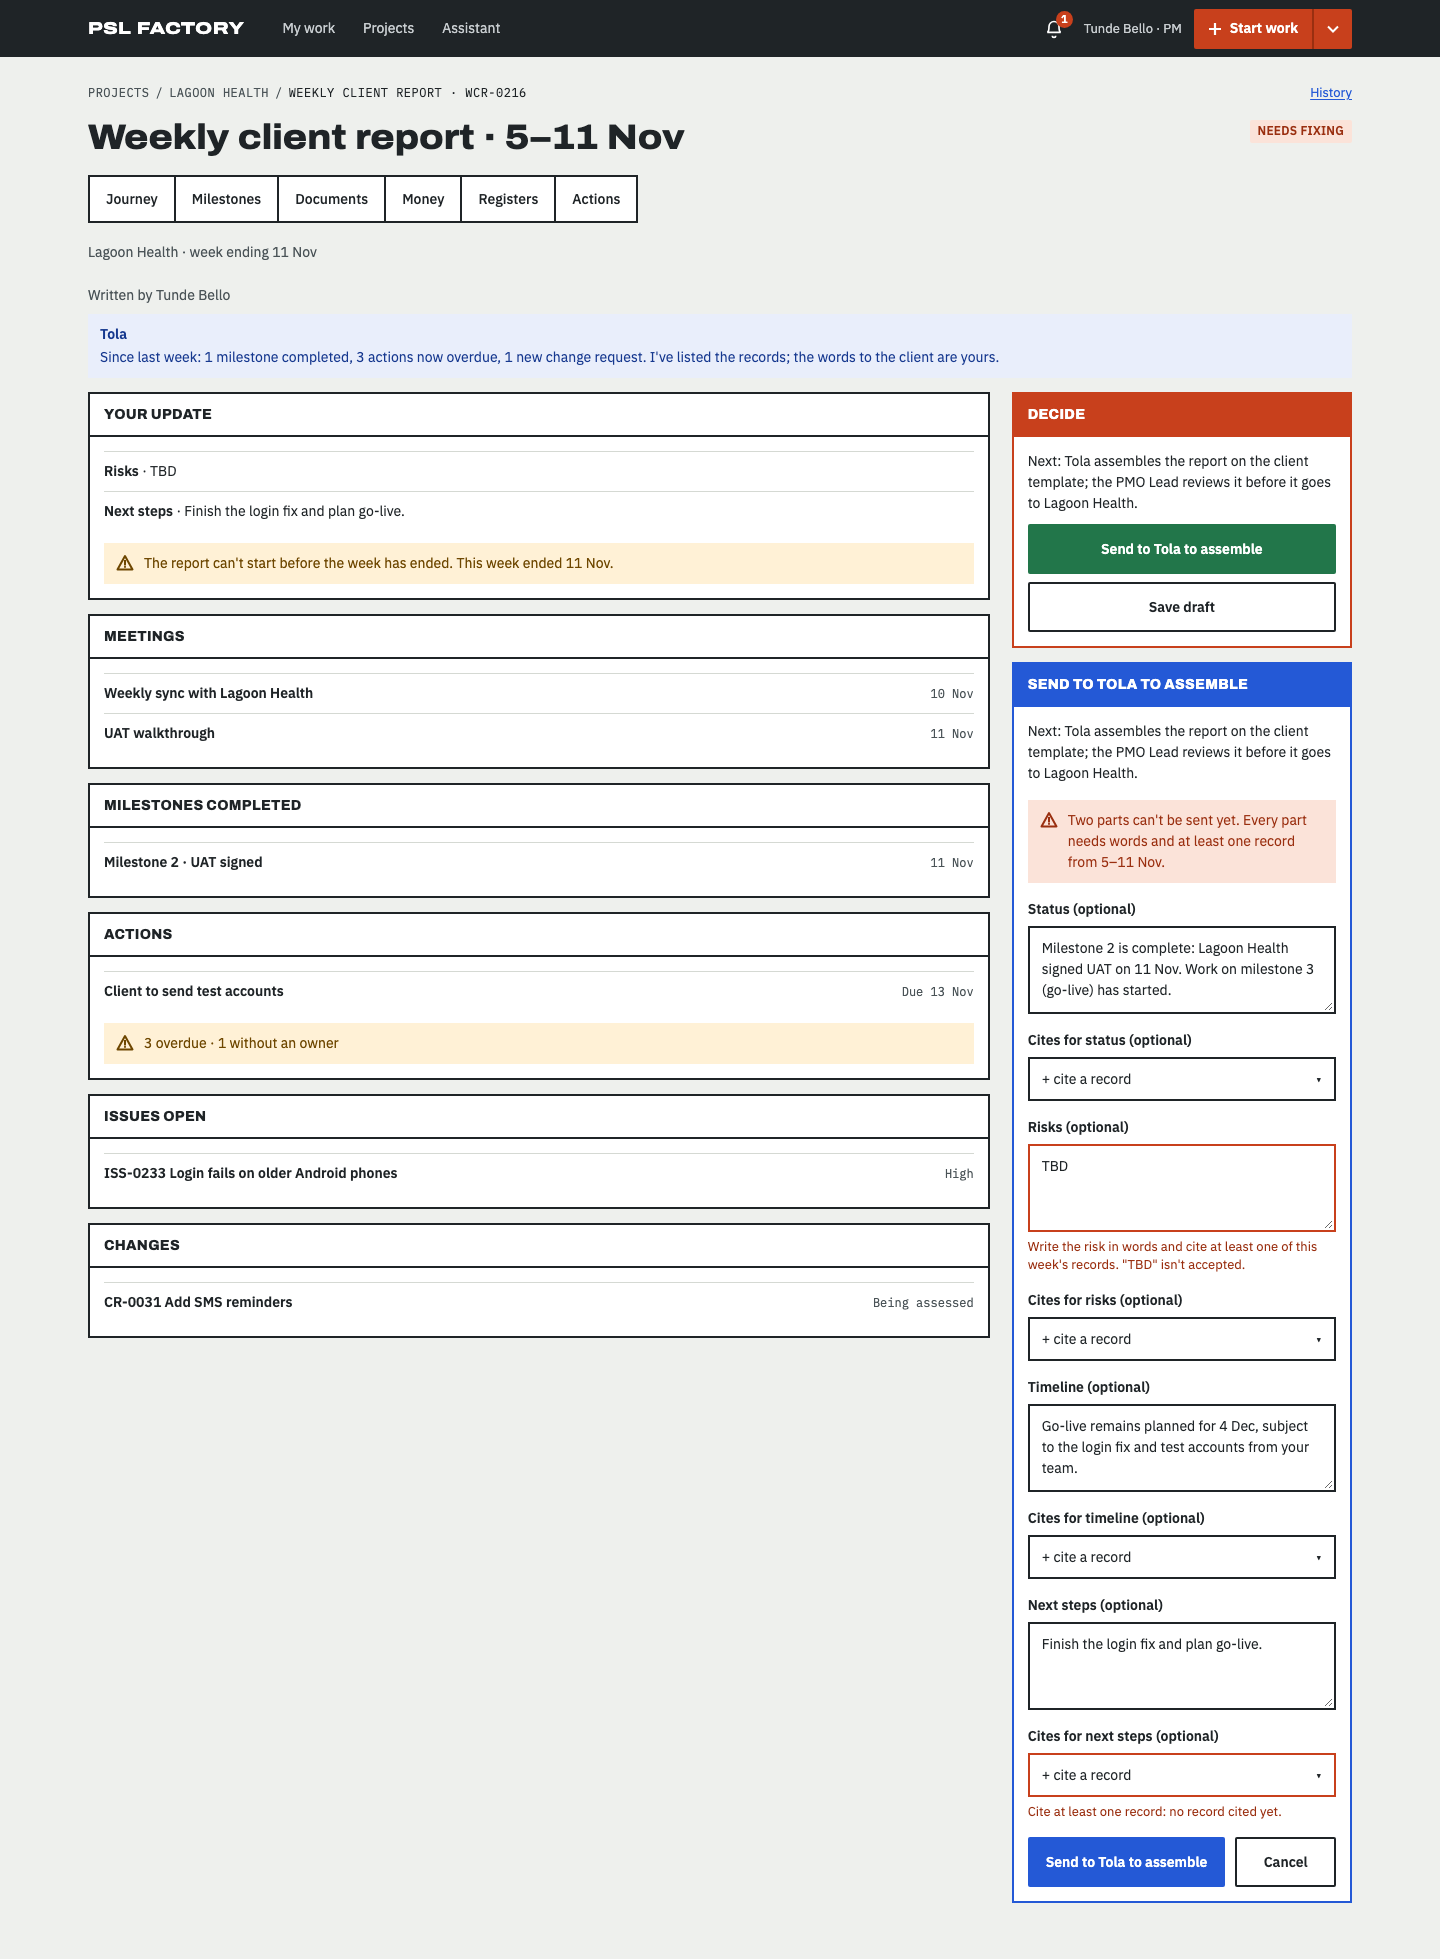 PSL FACTORY
My work
Projects
Assistant
1
Tunde Bello · PM
+ Start work
PROJECTS / LAGOON HEALTH / WEEKLY CLIENT REPORT · WCR-0216
History
Weekly client report · 5–11 Nov
NEEDS FIXING
Journey
Milestones
Documents
Money
Registers
Actions
Lagoon Health · week ending 11 Nov
Written by Tunde Bello
Tola
Since last week: 1 milestone completed, 3 actions now overdue, 1 new change request. I've listed the records; the words to the client are yours.
YOUR UPDATE
Risks · TBD
Next steps · Finish the login fix and plan go-live.
The report can't start before the week has ended. This week ended 11 Nov.
MEETINGS
Weekly sync with Lagoon Health
10 Nov
UAT walkthrough
11 Nov
MILESTONES COMPLETED
Milestone 2 · UAT signed
11 Nov
ACTIONS
Client to send test accounts
Due 13 Nov
3 overdue · 1 without an owner
ISSUES OPEN
ISS-0233 Login fails on older Android phones
High
CHANGES
CR-0031 Add SMS reminders
Being assessed
DECIDE
Next: Tola assembles the report on the client
template; the PMO Lead reviews it before it goes
to Lagoon Health.
Send to Tola to assemble
Save draft
SEND TO TOLA TO ASSEMBLE
Next: Tola assembles the report on the client
template; the PMO Lead reviews it before it goes
to Lagoon Health.
Two parts can't be sent yet. Every part
needs words and at least one record
from 5–11 Nov.
Status (optional)
Milestone 2 is complete: Lagoon Health
signed UAT on 11 Nov. Work on milestone 3
(go-live) has started.
Cites for status (optional)
+ cite a record
Risks (optional)
TBD
Write the risk in words and cite at least one of this
week's records. "TBD" isn't accepted.
Cites for risks (optional)
+ cite a record
Timeline (optional)
Go-live remains planned for 4 Dec, subject
to the login fix and test accounts from your
team.
Cites for timeline (optional)
+ cite a record
Next steps (optional)
Finish the login fix and plan go-live.
Cites for next steps (optional)
+ cite a record
Cite at least one record: no record cited yet.
Send to Tola to assemble
Cancel